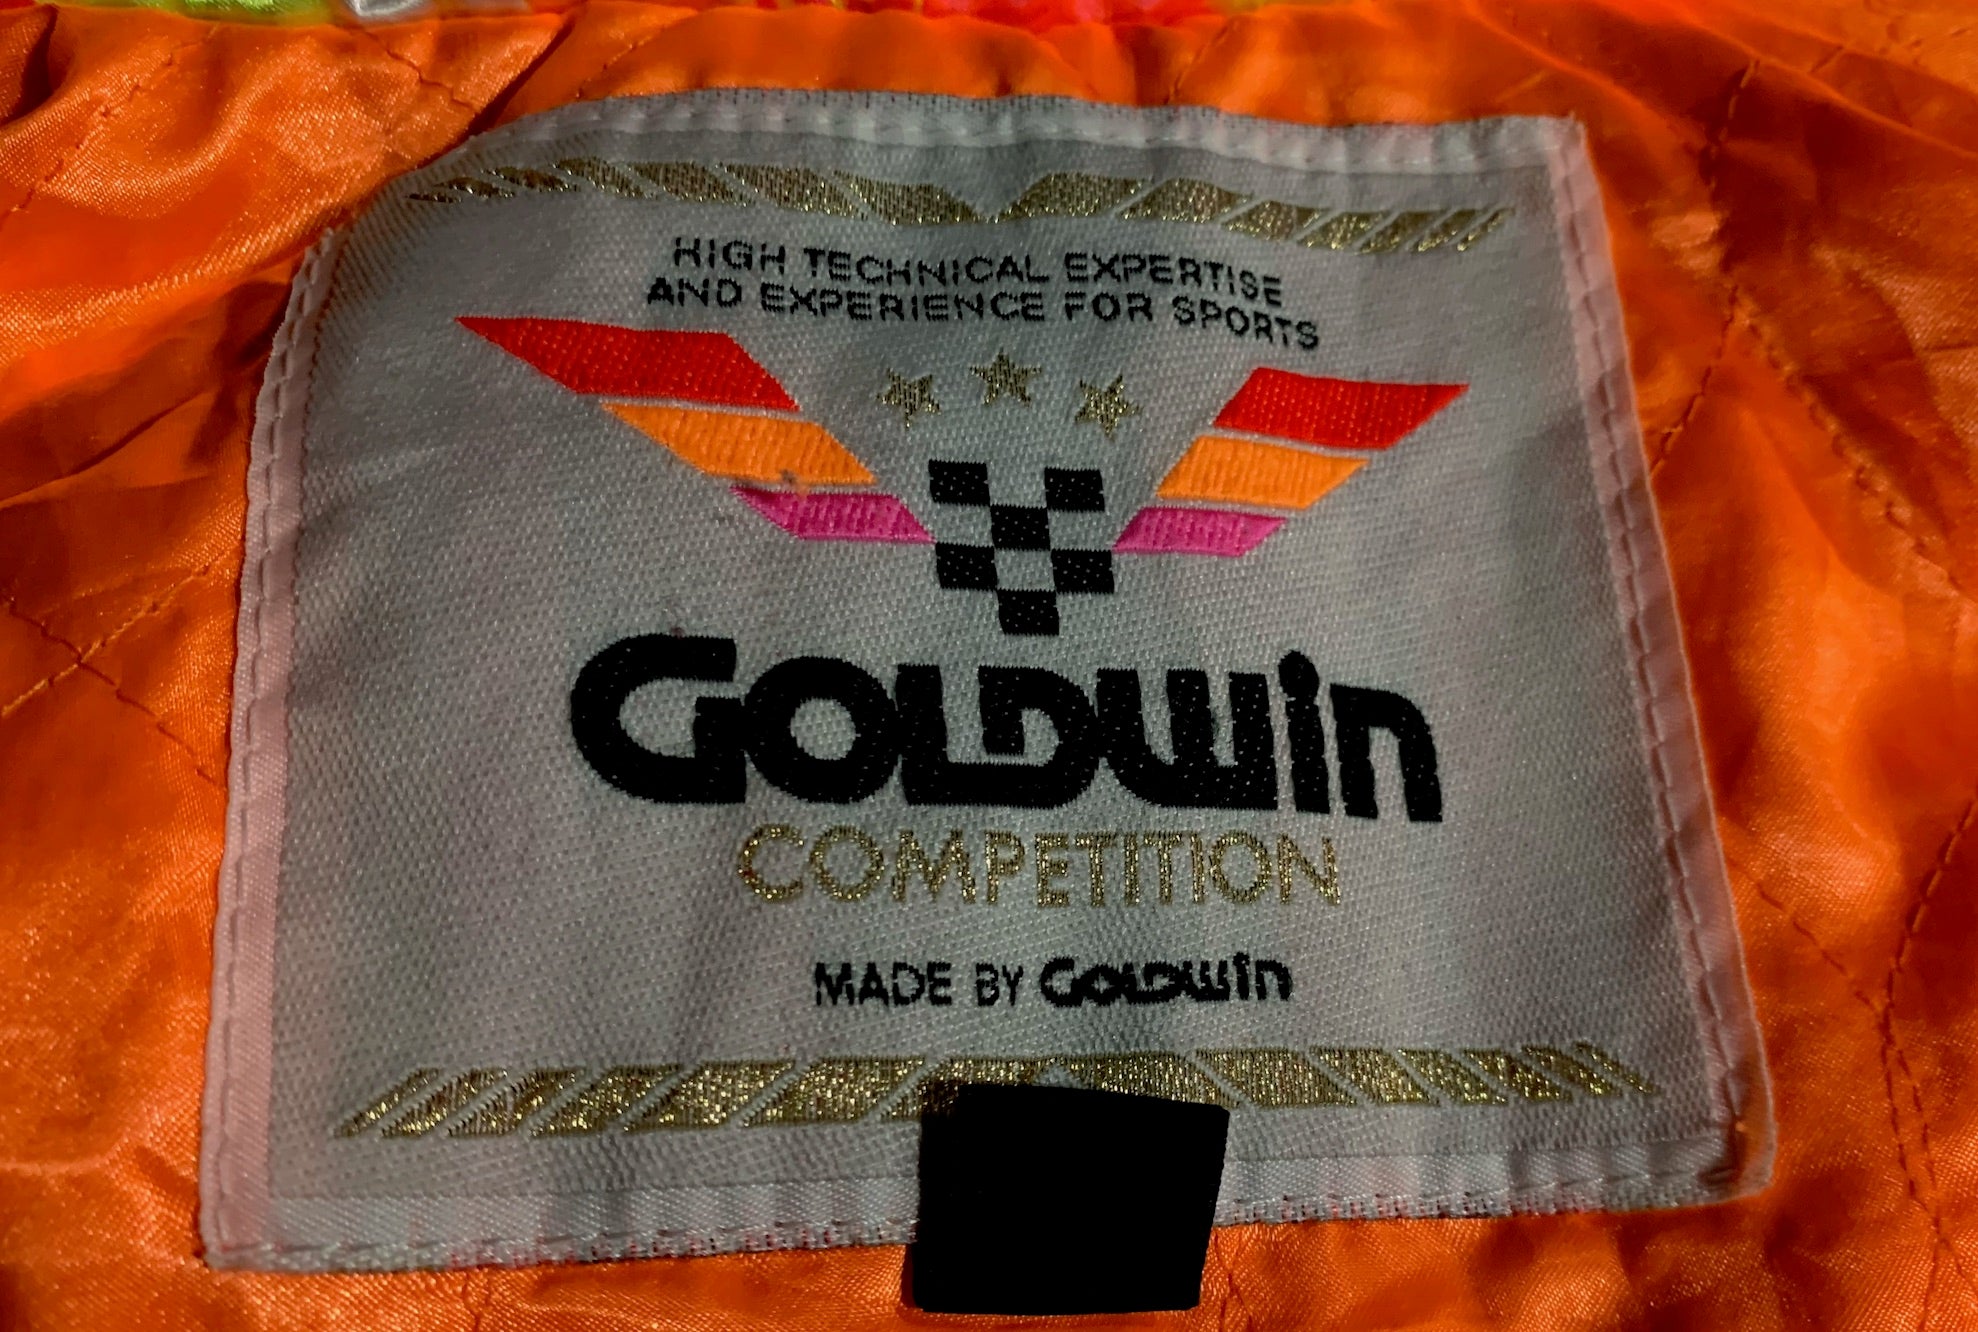 HIGH TECHNICAL EXPERTISE
AND EXPERIENCE FOR SPORTS
GOLDWin
COMPETITION
MADE BY GOLDWin